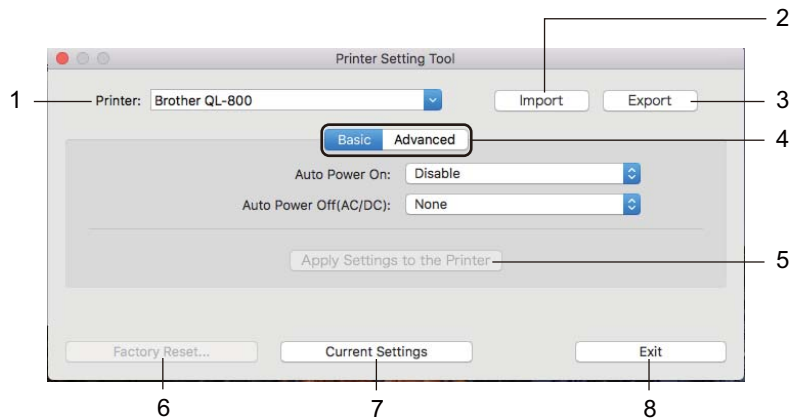 2
Printer Setting Tool
1 Printer: Brother QL-800 Import Export 3
Basic Advanced 4
Auto Power On: Disable
Auto Power Off(AC/DC): None
Apply Settings to the Printer 5
Factory Reset... Current Settings Exit
6 7 8